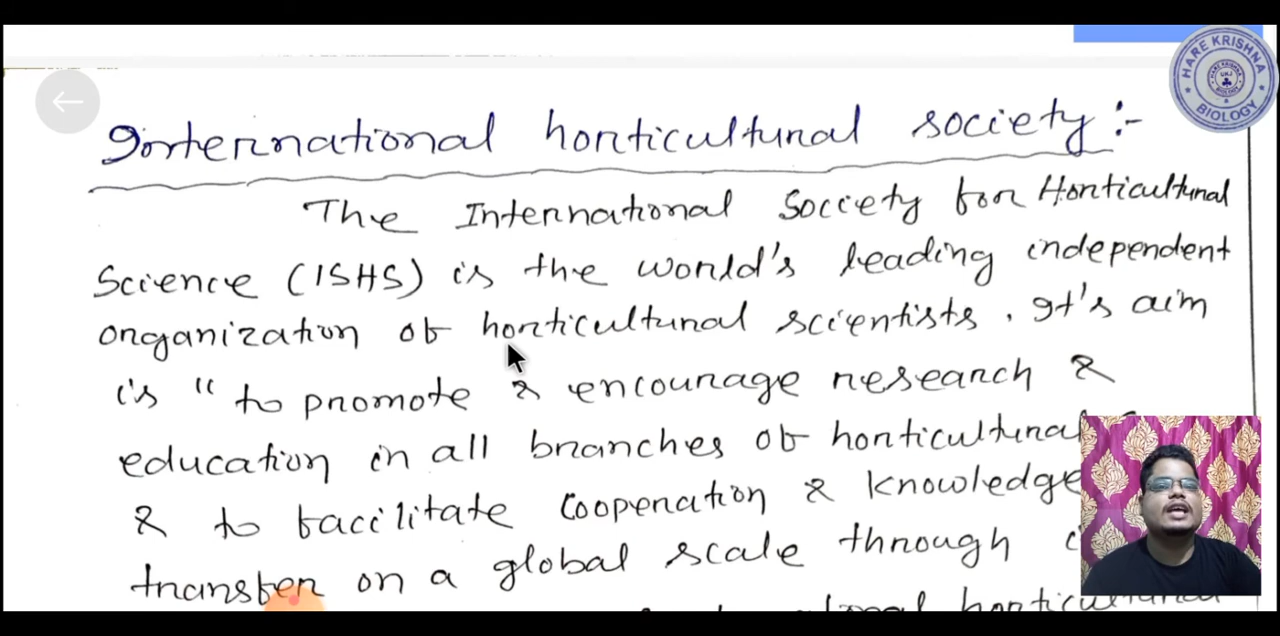 HARE KRISHNA
BIOLOGY
International horticultural society :-
The International Society for Horticultural
Science (ISHS) is the world's leading independent
organization of horticultural scientists. It's aim
is "to promote & encourage research &
education in all branches of horticultural
& to facilitate cooperation & knowledge
transfer on a global scale through
horticultural